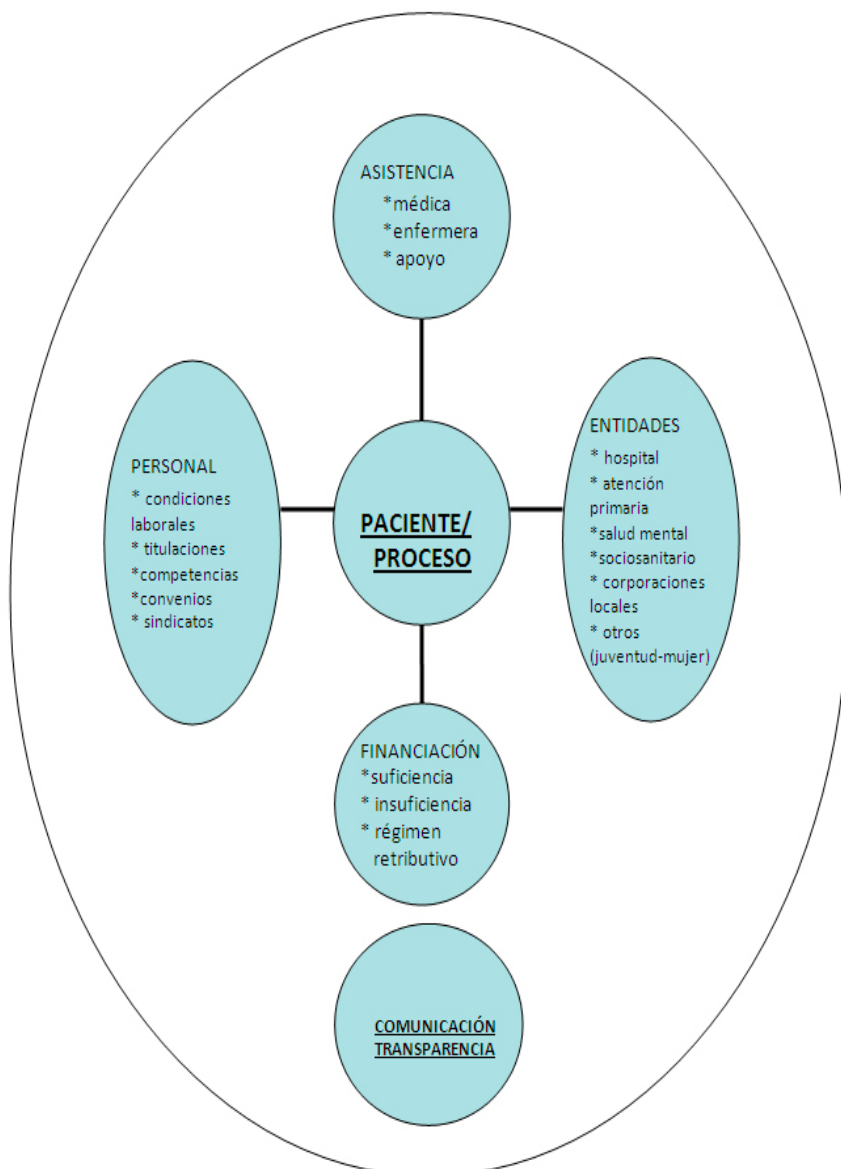 ASISTENCIA
*médica
*enfermera
* apoyo
PERSONAL
* condiciones
laborales
* titulaciones
*competencias
*convenios
* sindicatos
PACIENTE/
PROCESO
ENTIDADES
* hospital
* atención
primaria
*salud mental
*sociosanitario
* corporaciones
locales
* otros
(juventud-mujer)
FINANCIACIÓN
*suficiencia
* insuficiencia
* régimen
retributivo
COMUNICACIÓN
TRANSPARENCIA